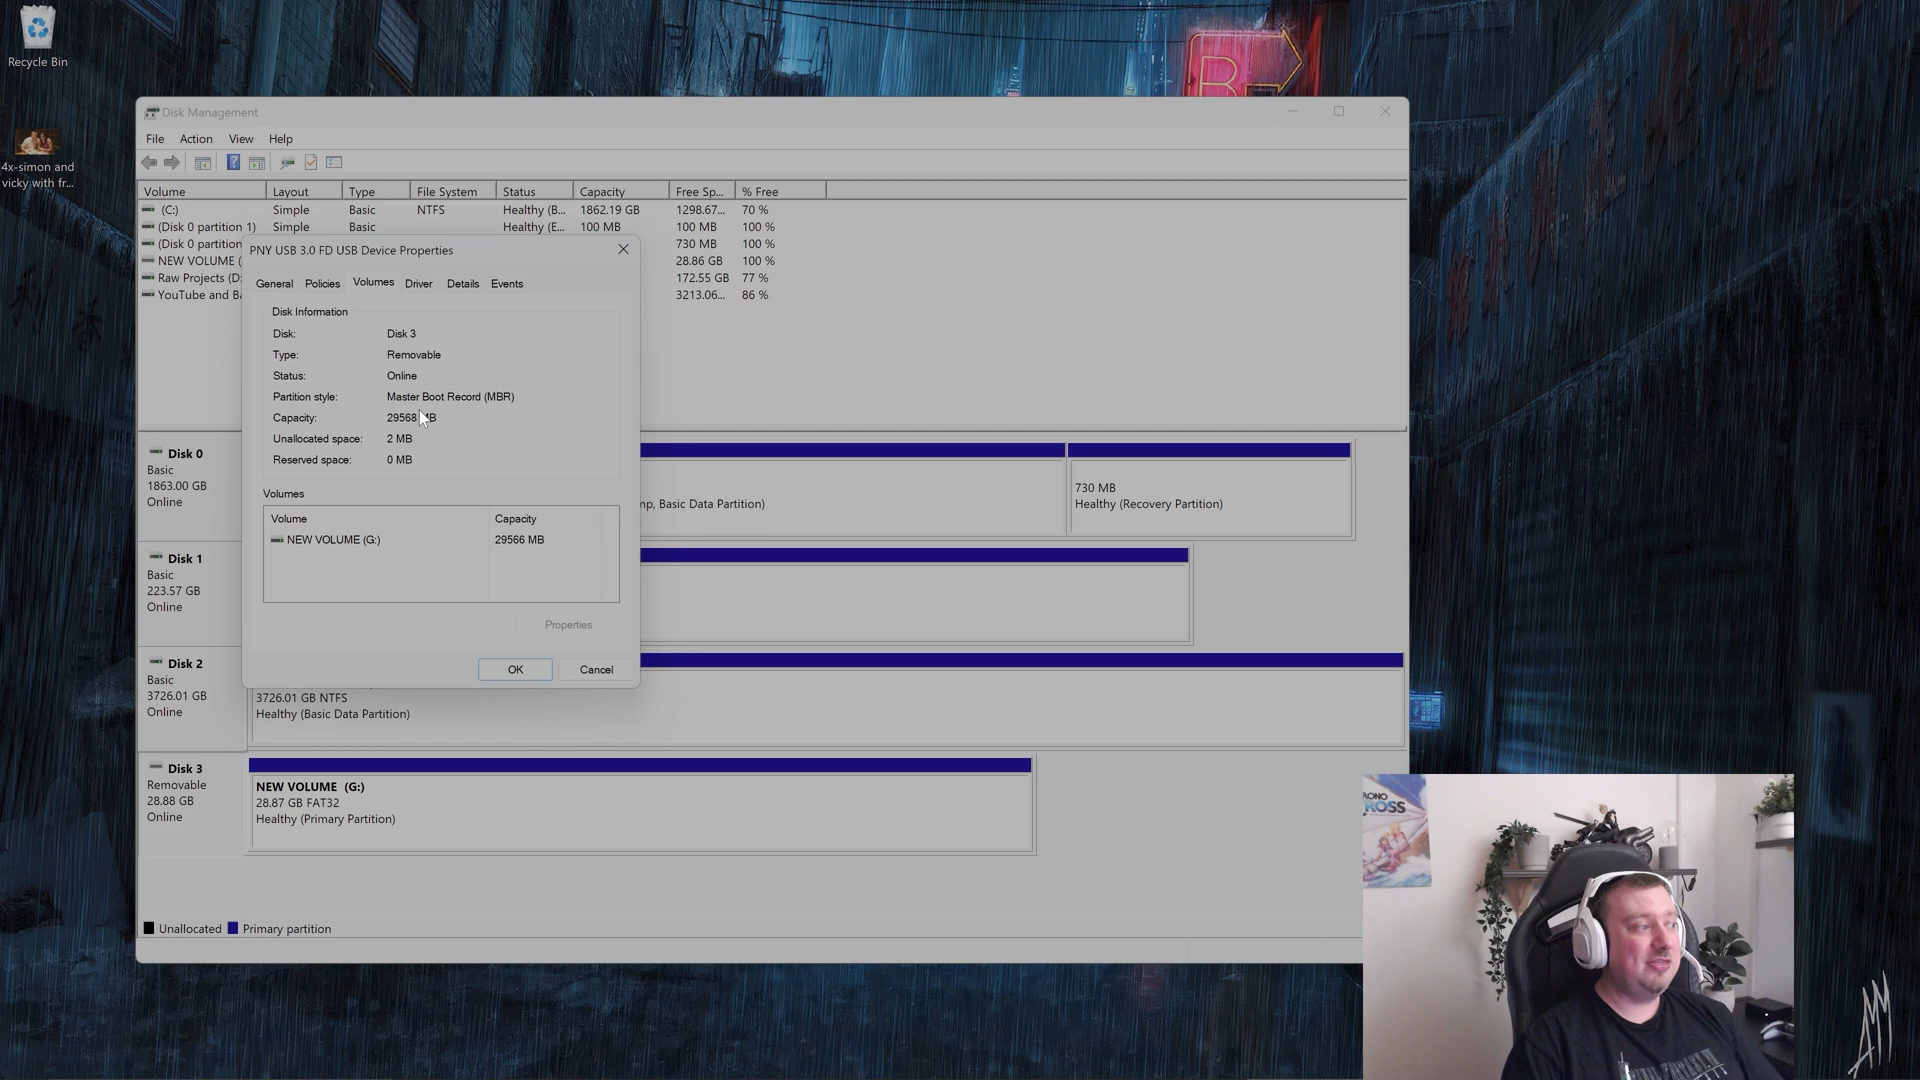 Recycle Bin
4x-simon and
vicky with fr...
Disk Management
File Action View Help
Volume Layout Type File System Status Capacity Free Sp... % Free
(C:) Simple Basic NTFS Healthy (B... 1862.19 GB 1298.67... 70 %
(Disk 0 partition 1) Simple Basic Healthy (E... 100 MB 100 MB 100 %
(Disk 0 partition 730 MB 100 %
NEW VOLUME ( 28.86 GB 100 %
Raw Projects (D: 172.55 GB 77 %
YouTube and Ba 3213.06... 86 %
PNY USB 3.0 FD USB Device Properties
General Policies Volumes Driver Details Events
Disk Information
Disk: Disk 3
Type: Removable
Status: Online
Partition style: Master Boot Record (MBR)
Capacity: 29568 MB
Unallocated space: 2 MB
Reserved space: 0 MB
Volumes
Volume Capacity
NEW VOLUME (G:) 29566 MB
Properties
OK Cancel
Disk 0
Basic
1863.00 GB
Online
mp, Basic Data Partition)
730 MB
Healthy (Recovery Partition)
Disk 1
Basic
223.57 GB
Online
Disk 2
Basic
3726.01 GB
Online
3726.01 GB NTFS
Healthy (Basic Data Partition)
Disk 3
Removable
28.88 GB
Online
NEW VOLUME (G:)
28.87 GB FAT32
Healthy (Primary Partition)
Unallocated Primary partition